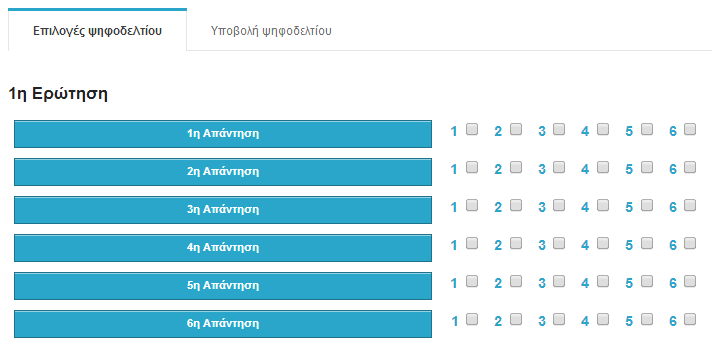 Επιλογές ψηφοδελτίου Υποβολή ψηφοδελτίου
1η Ερώτηση
1η Απάντηση 1 2 3 4 5 6
2η Απάντηση 1 2 3 4 5 6
3η Απάντηση 1 2 3 4 5 6
4η Απάντηση 1 2 3 4 5 6
5η Απάντηση 1 2 3 4 5 6
6η Απάντηση 1 2 3 4 5 6